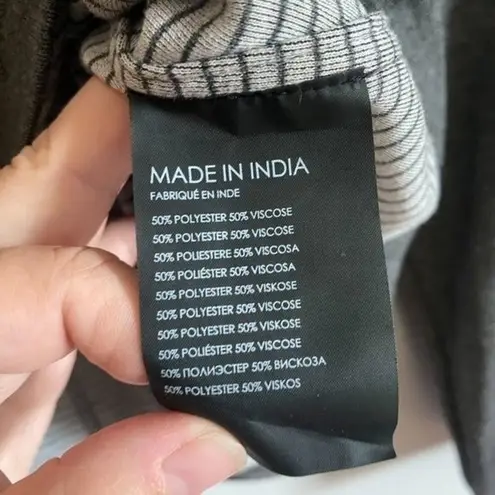 MADE IN INDIA
FABRIQUÉ EN INDE
50% POLYESTER 50% VISCOSE
50% POLYESTER 50% VISCOSE
50% POLIESTERE 50% VISCOSA
50% POLIÉSTER 50% VISCOSA
50% POLYESTER 50% VISKOSE
50% POLYESTER 50% VISCOSE
50% POLYESTER 50% VISKOSE
50% POLIÉSTER 50% VISCOSE
50% ПОЛИЭСТЕР 50% ВИСКОЗА
50% POLYESTER 50% VISKOS